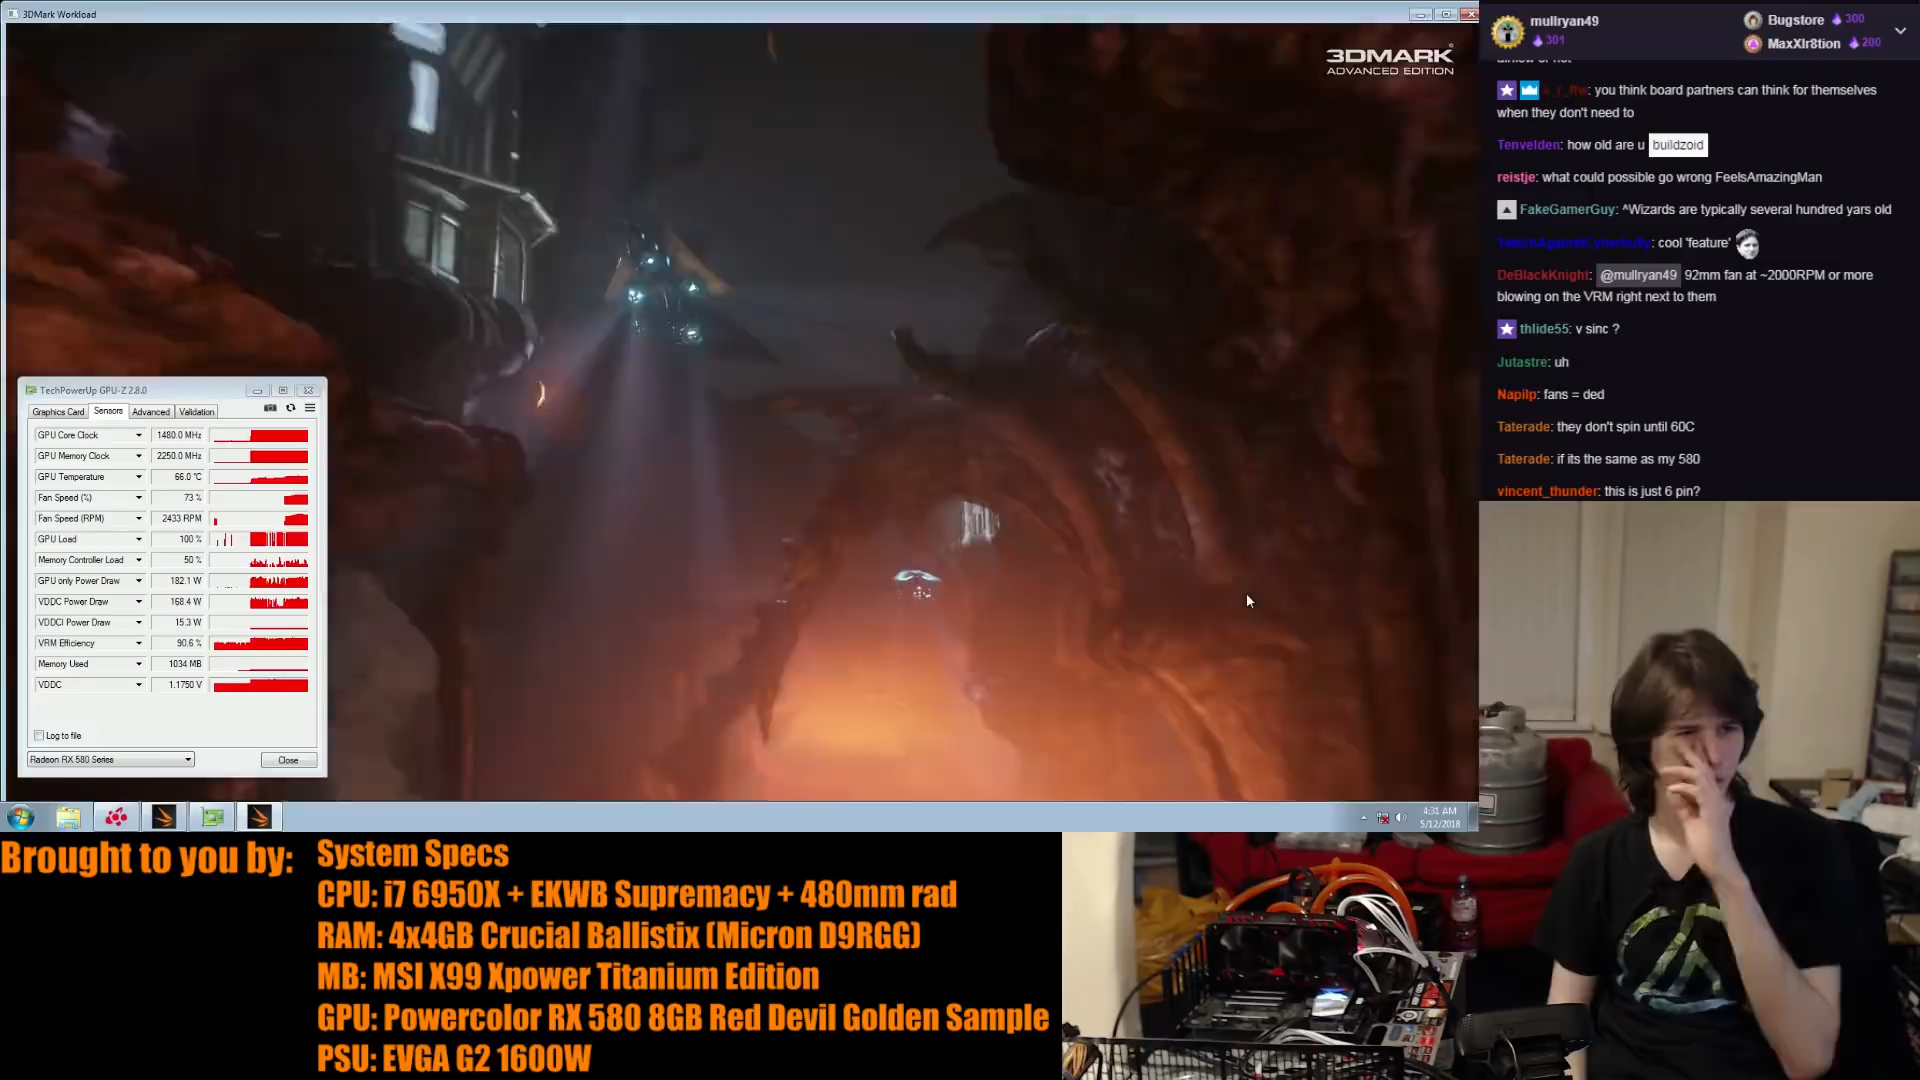 3DMark Workload
3DMARK
ADVANCED EDITION
TechPowerUp GPU-Z 2.8.0
Graphics Card
Sensors
Advanced
Validation
GPU Core Clock 1480.0 MHz
GPU Memory Clock 2250.0 MHz
GPU Temperature 66.0 °C
Fan Speed (%) 73 %
Fan Speed (RPM) 2433 RPM
GPU Load 100 %
Memory Controller Load 50 %
GPU only Power Draw 182.1 W
VDDC Power Draw 168.4 W
VDDCI Power Draw 15.3 W
VRM Efficiency 90.6 %
Memory Used 1034 MB
VDDC 1.1750 V
Log to file
Radeon RX 580 Series
Close
4:31 AM
5/12/2018
mullryan49
301
Bugstore 300
MaxXlr8tion 200
: you think board partners can think for themselves
when they don't need to
Tenvelden: how old are u buildzoid
reistje: what could possible go wrong FeelsAmazingMan
FakeGamerGuy: ^Wizards are typically several hundred yars old
TwitchAgainstCyberbully: cool 'feature'
DeBlackKnight: @mullryan49 92mm fan at ~2000RPM or more
blowing on the VRM right next to them
thlide55: v sinc ?
Jutastre: uh
Napilp: fans = ded
Taterade: they don't spin until 60C
Taterade: if its the same as my 580
vincent_thunder: this is just 6 pin?
Brought to you by:
System Specs
CPU: i7 6950X + EKWB Supremacy + 480mm rad
RAM: 4x4GB Crucial Ballistix (Micron D9RGG)
MB: MSI X99 Xpower Titanium Edition
GPU: Powercolor RX 580 8GB Red Devil Golden Sample
PSU: EVGA G2 1600W